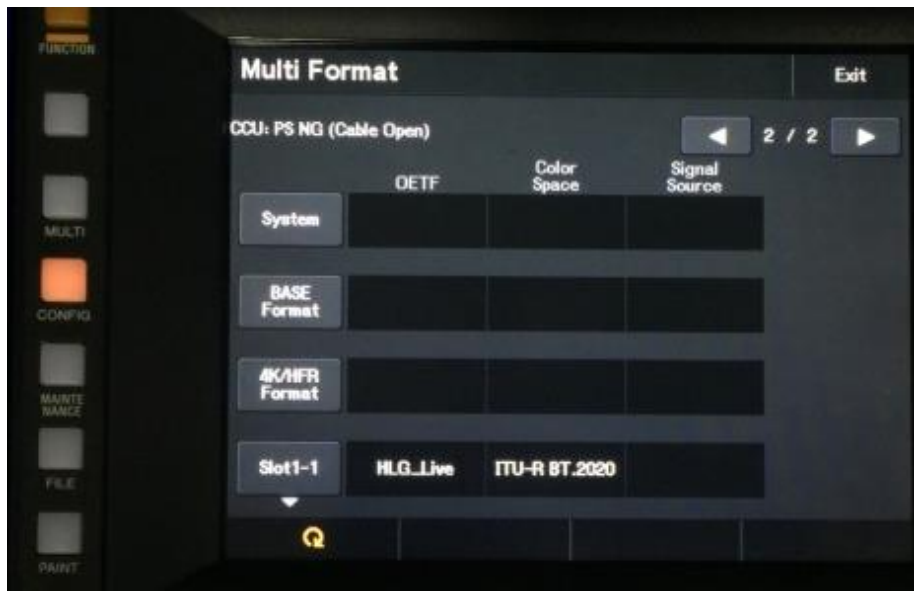 FUNCTION
Multi Format
Exit
CCU: PS NG (Cable Open)
2 / 2
OETF
Color
Space
Signal
Source
System
MULTI
BASE
Format
CONFIG
4K/HFR
Format
MAINTE
NANCE
Slot1-1
HLG_Live
ITU-R BT.2020
FILE
PAINT